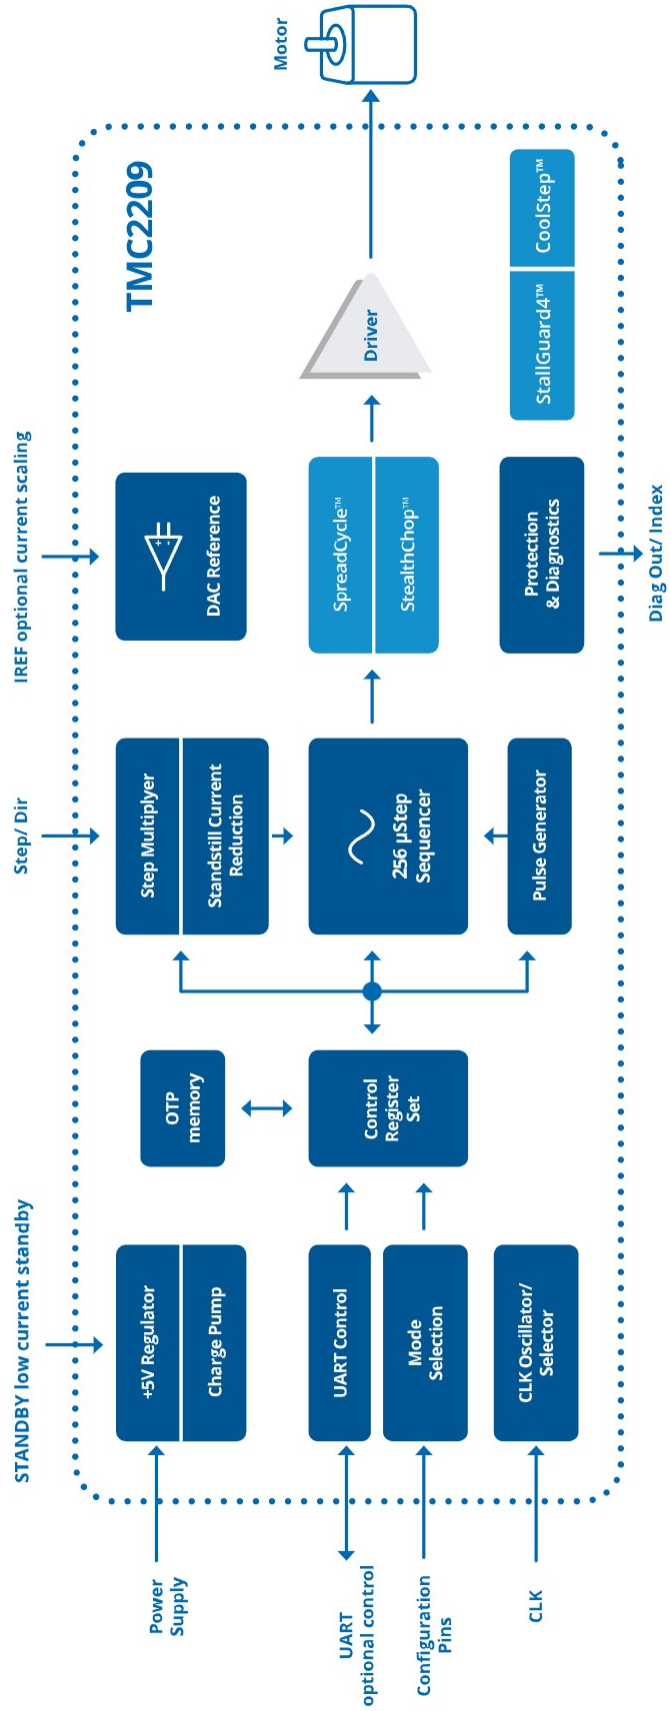 STANDBY low current standby
Step/ Dir
IREF optional current scaling
TMC2209
Motor
Power
Supply
+5V Regulator
Charge Pump
OTP
memory
Step Multiplyer
Standstill Current
Reduction
DAC Reference
UART
optional control
UART Control
Configuration
Pins
Mode
Selection
Control
Register
Set
256 µStep
Sequencer
SpreadCycle™
StealthChop™
Driver
CLK
CLK Oscillator/
Selector
Pulse Generator
Protection
& Diagnostics
StallGuard4™
CoolStep™
Diag Out/ Index